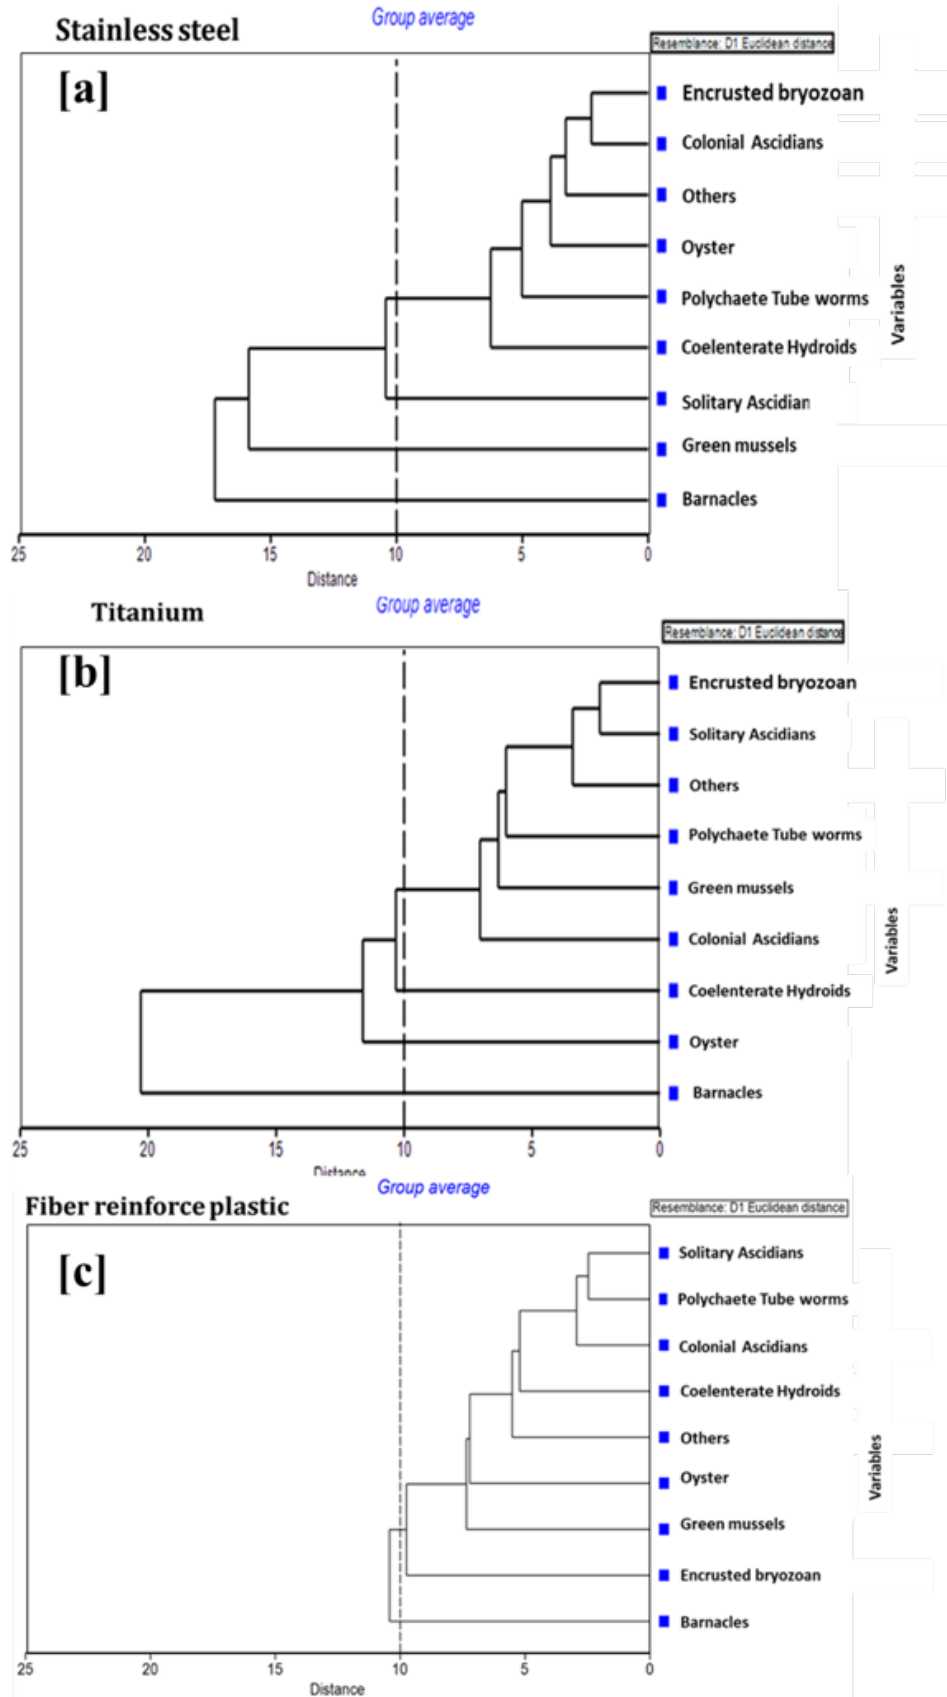 Group average
Stainless steel
Resemblance: D1 Euclidean distance
[a]
Encrusted bryozoan
Colonial Ascidians
Others
Oyster
Polychaete Tube worms
Coelenterate Hydroids
Solitary Ascidian
Green mussels
Barnacles
Variables
25 20 15 10 5 0
Distance
Group average
Titanium
Resemblance: D1 Euclidean distance
[b]
Encrusted bryozoan
Solitary Ascidians
Others
Polychaete Tube worms
Green mussels
Colonial Ascidians
Coelenterate Hydroids
Oyster
Barnacles
Variables
25 20 15 10 5 0
Distance
Group average
Fiber reinforce plastic
Resemblance: D1 Euclidean distance
[c]
Solitary Ascidians
Polychaete Tube worms
Colonial Ascidians
Coelenterate Hydroids
Others
Oyster
Green mussels
Encrusted bryozoan
Barnacles
Variables
25 20 15 10 5 0
Distance